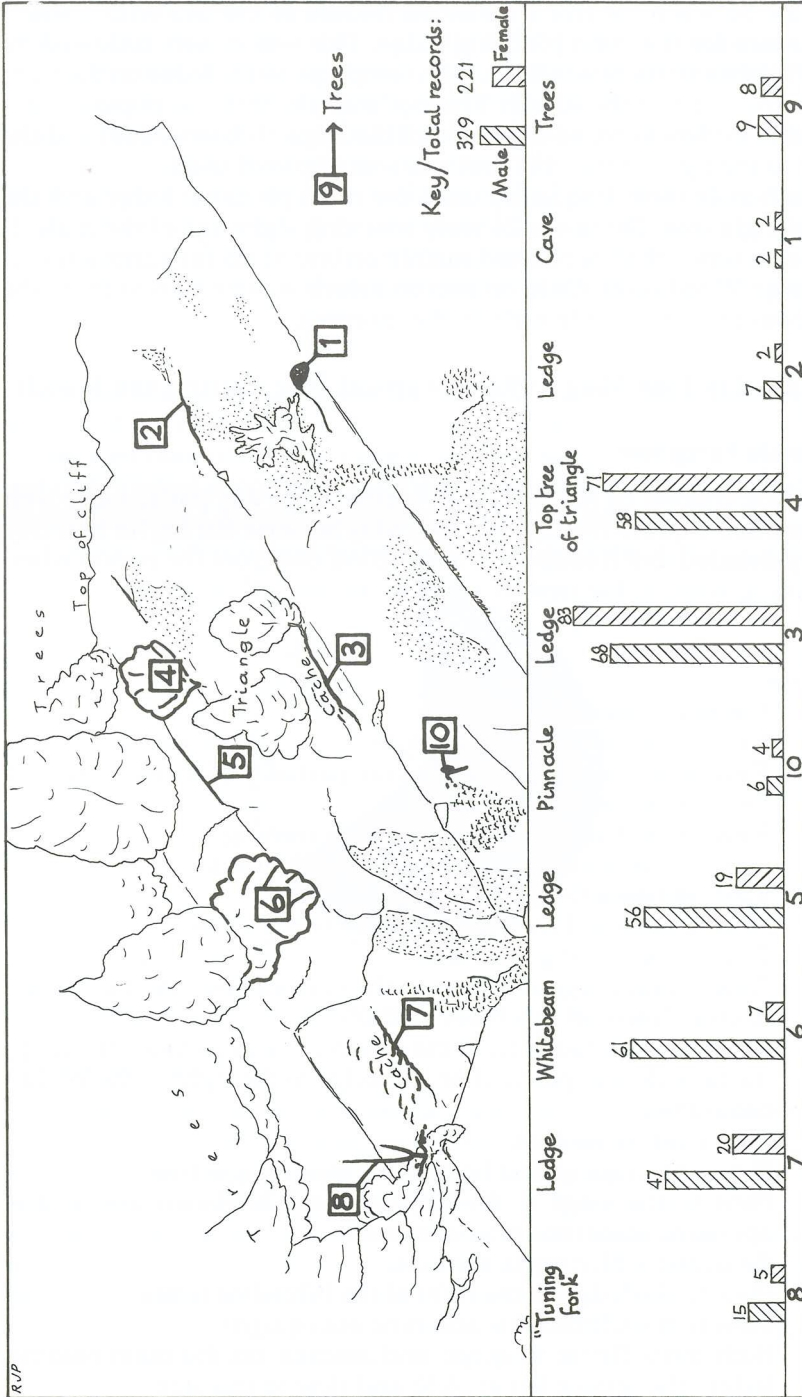 RJP
Trees
Top of cliff
Trees
Triangle
cache
cache
2
1
4
5
3
6
10
7
8
9 → Trees
Key/Total records:
329 221
Male Female
"Tuning fork"
Ledge
Whitebeam
Ledge
Pinnacle
Ledge
Top tree
of triangle
Ledge
Cave
Trees
15 5
47 20
61 7
56 19
6 4
68 83
58 71
7 2
2 2
9 8
8 7 6 5 10 3 4 2 1 9